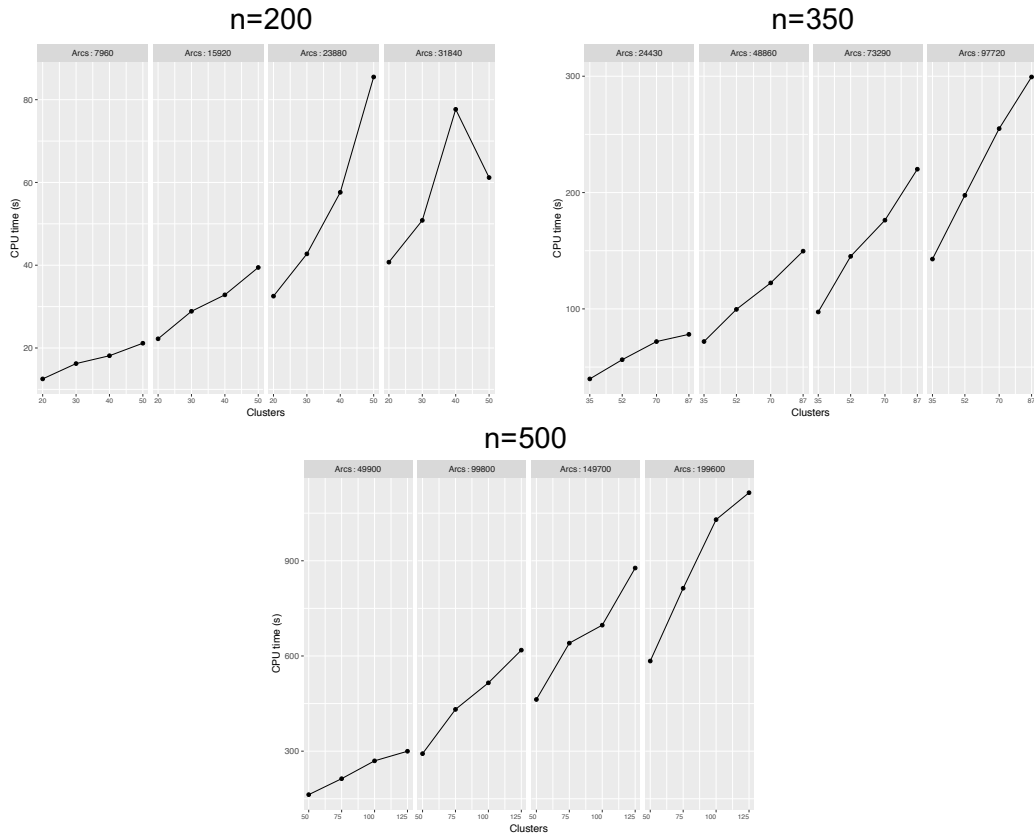 n=200
Arcs : 7960 Arcs : 15920 Arcs : 23880 Arcs : 31840
80
60
40
20
CPU time (s)
20 30 40 50 20 30 40 50 20 30 40 50 20 30 40 50
Clusters
n=350
Arcs : 24430 Arcs : 48860 Arcs : 73290 Arcs : 97720
300
200
100
CPU time (s)
35 52 70 87 35 52 70 87 35 52 70 87 35 52 70 87
Clusters
n=500
Arcs : 49900 Arcs : 99800 Arcs : 149700 Arcs : 199600
900
600
300
CPU time (s)
50 75 100 125 50 75 100 125 50 75 100 125 50 75 100 125
Clusters